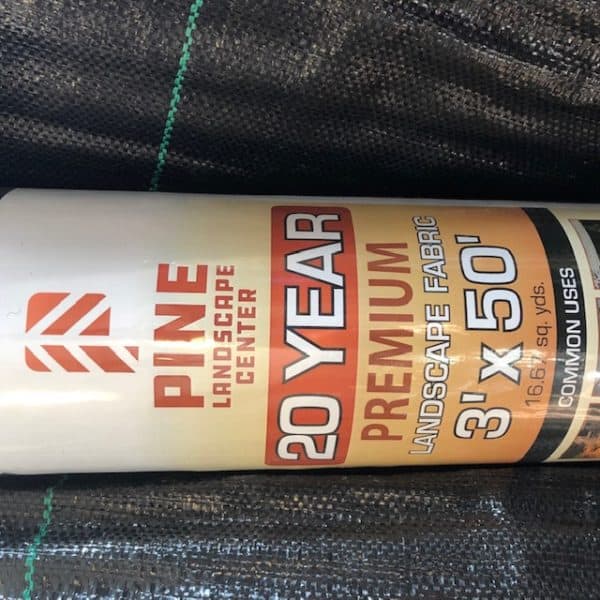 PINE
LANDSCAPE
CENTER
20 YEAR
PREMIUM
LANDSCAPE FABRIC
3' x 50'
16.67 sq. yds.
COMMON USES